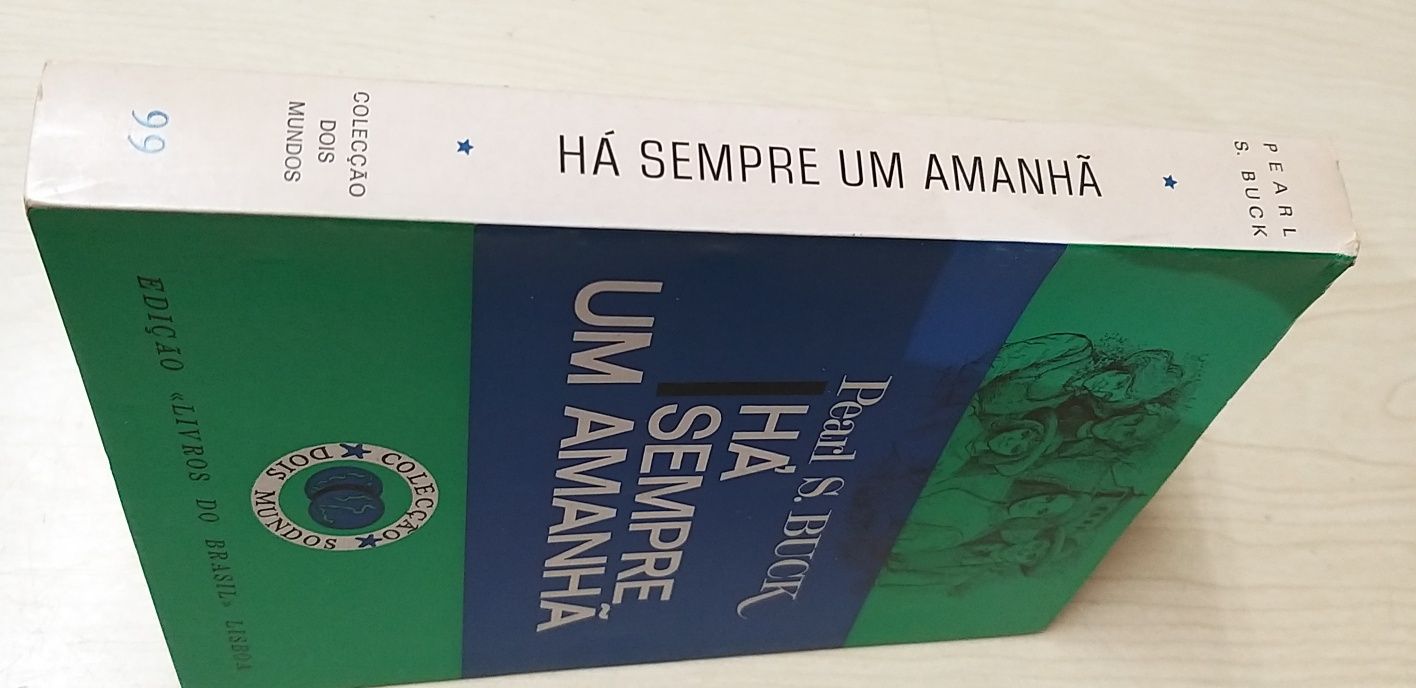 PEARL
S. BUCK
HÁ SEMPRE UM AMANHÃ
COLECÇÃO
DOIS
MUNDOS
99
Pearl S. BUCK
HÁ
SEMPRE
UM AMANHÃ
COLECÇÃO
DOIS MUNDOS
EDIÇÃO «LIVROS DO BRASIL» LISBOA